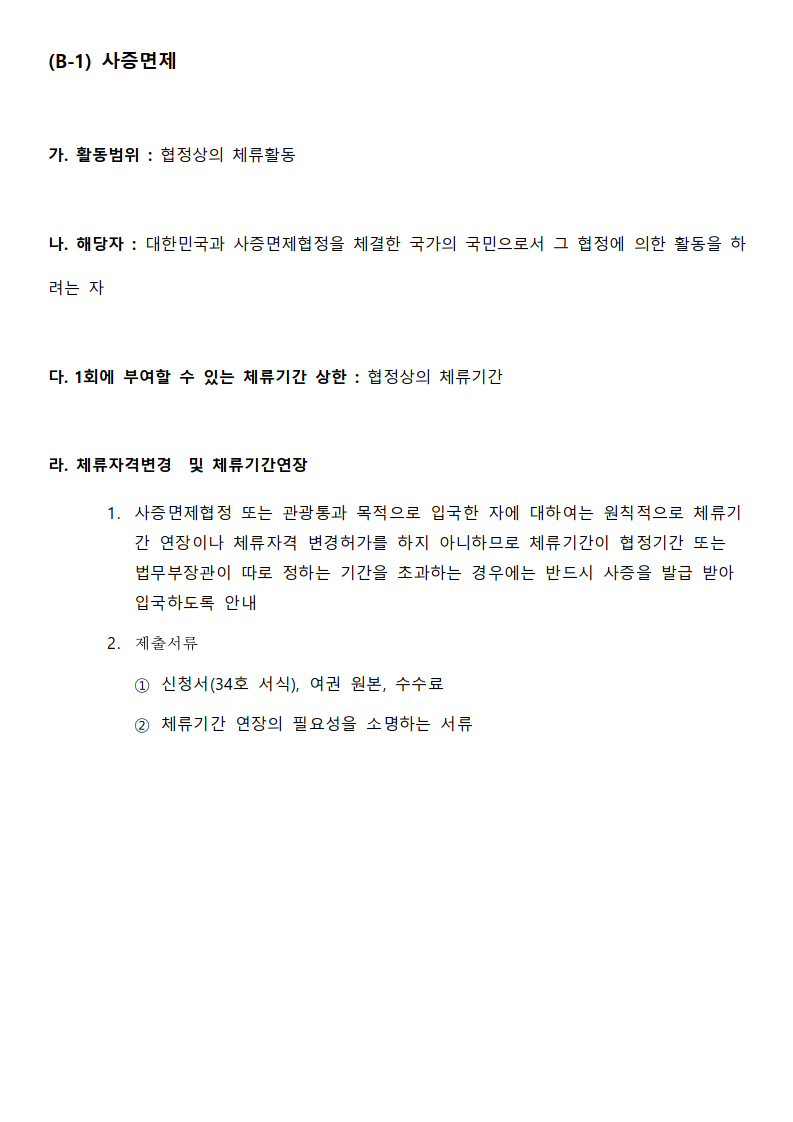 (B-1) 사증면제
가. 활동범위 : 협정상의 체류활동
나. 해당자 : 대한민국과 사증면제협정을 체결한 국가의 국민으로서 그 협정에 의한 활동을 하
려는 자
다. 1회에 부여할 수 있는 체류기간 상한 : 협정상의 체류기간
라. 체류자격변경 및 체류기간연장
1. 사증면제협정 또는 관광통과 목적으로 입국한 자에 대하여는 원칙적으로 체류기
간 연장이나 체류자격 변경허가를 하지 아니하므로 체류기간이 협정기간 또는
법무부장관이 따로 정하는 기간을 초과하는 경우에는 반드시 사증을 발급 받아
입국하도록 안내
2. 제출서류
① 신청서(34호 서식), 여권 원본, 수수료
② 체류기간 연장의 필요성을 소명하는 서류